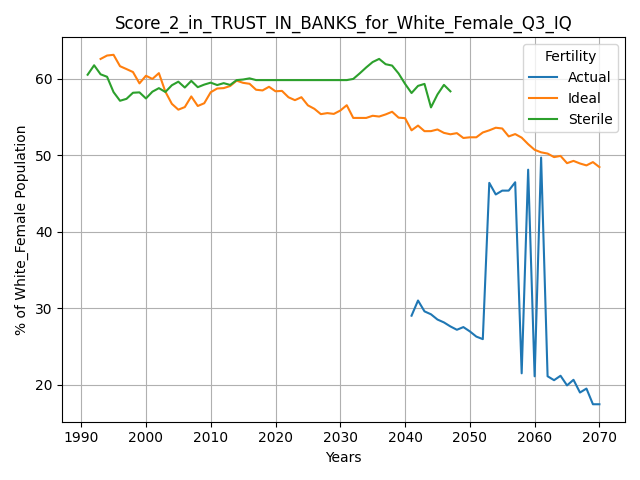 Score_2_in_TRUST_IN_BANKS_for_White_Female_Q3_IQ
Fertility
Actual
Ideal
Sterile
% of White_Female Population
60
50
40
30
20
1990 2000 2010 2020 2030 2040 2050 2060 2070
Years